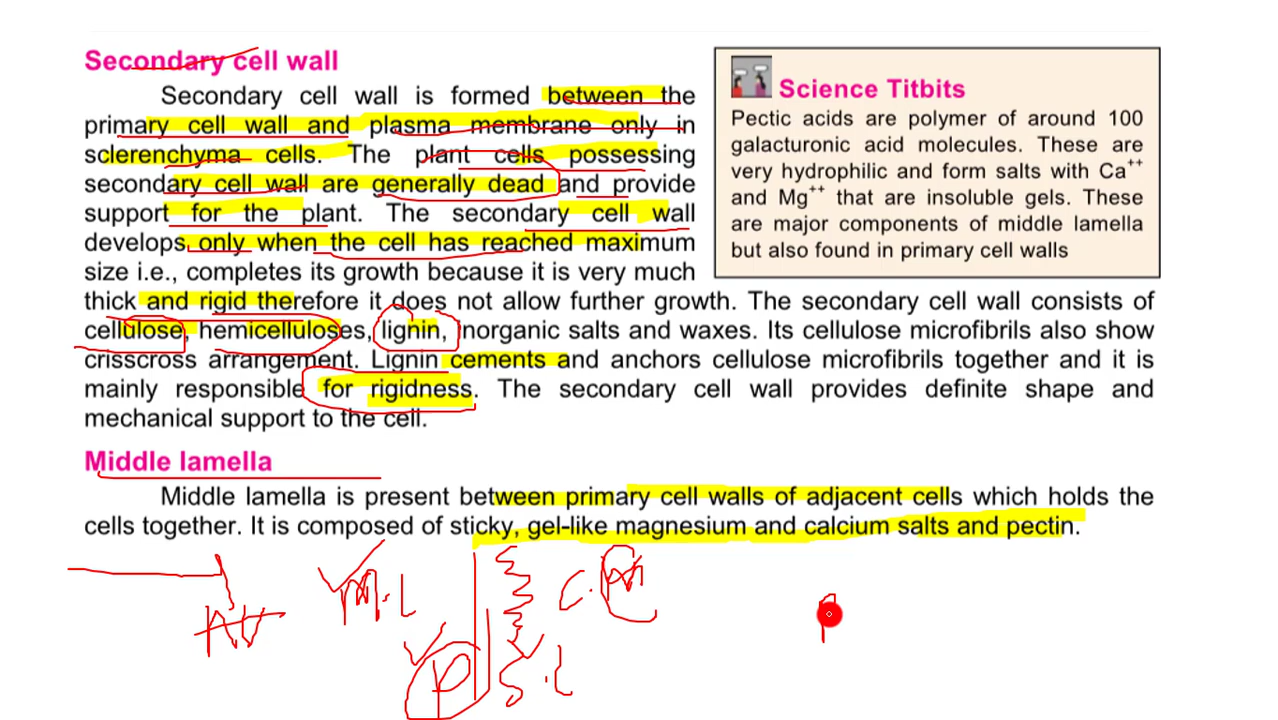 Secondary cell wall
Secondary cell wall is formed between the
primary cell wall and plasma membrane only in
sclerenchyma cells. The plant cells possessing
secondary cell wall are generally dead and provide
support for the plant. The secondary cell wall
develops only when the cell has reached maximum
size i.e., completes its growth because it is very much
thick and rigid therefore it does not allow further growth. The secondary cell wall consists of
cellulose, hemicelluloses, lignin, inorganic salts and waxes. Its cellulose microfibrils also show
crisscross arrangement. Lignin cements and anchors cellulose microfibrils together and it is
mainly responsible for rigidness. The secondary cell wall provides definite shape and
mechanical support to the cell.
Science Titbits
Pectic acids are polymer of around 100
galacturonic acid molecules. These are
very hydrophilic and form salts with Ca++
and Mg++ that are insoluble gels. These
are major components of middle lamella
but also found in primary cell walls
Middle lamella
Middle lamella is present between primary cell walls of adjacent cells which holds the
cells together. It is composed of sticky, gel-like magnesium and calcium salts and pectin.
M.L
P
S.L